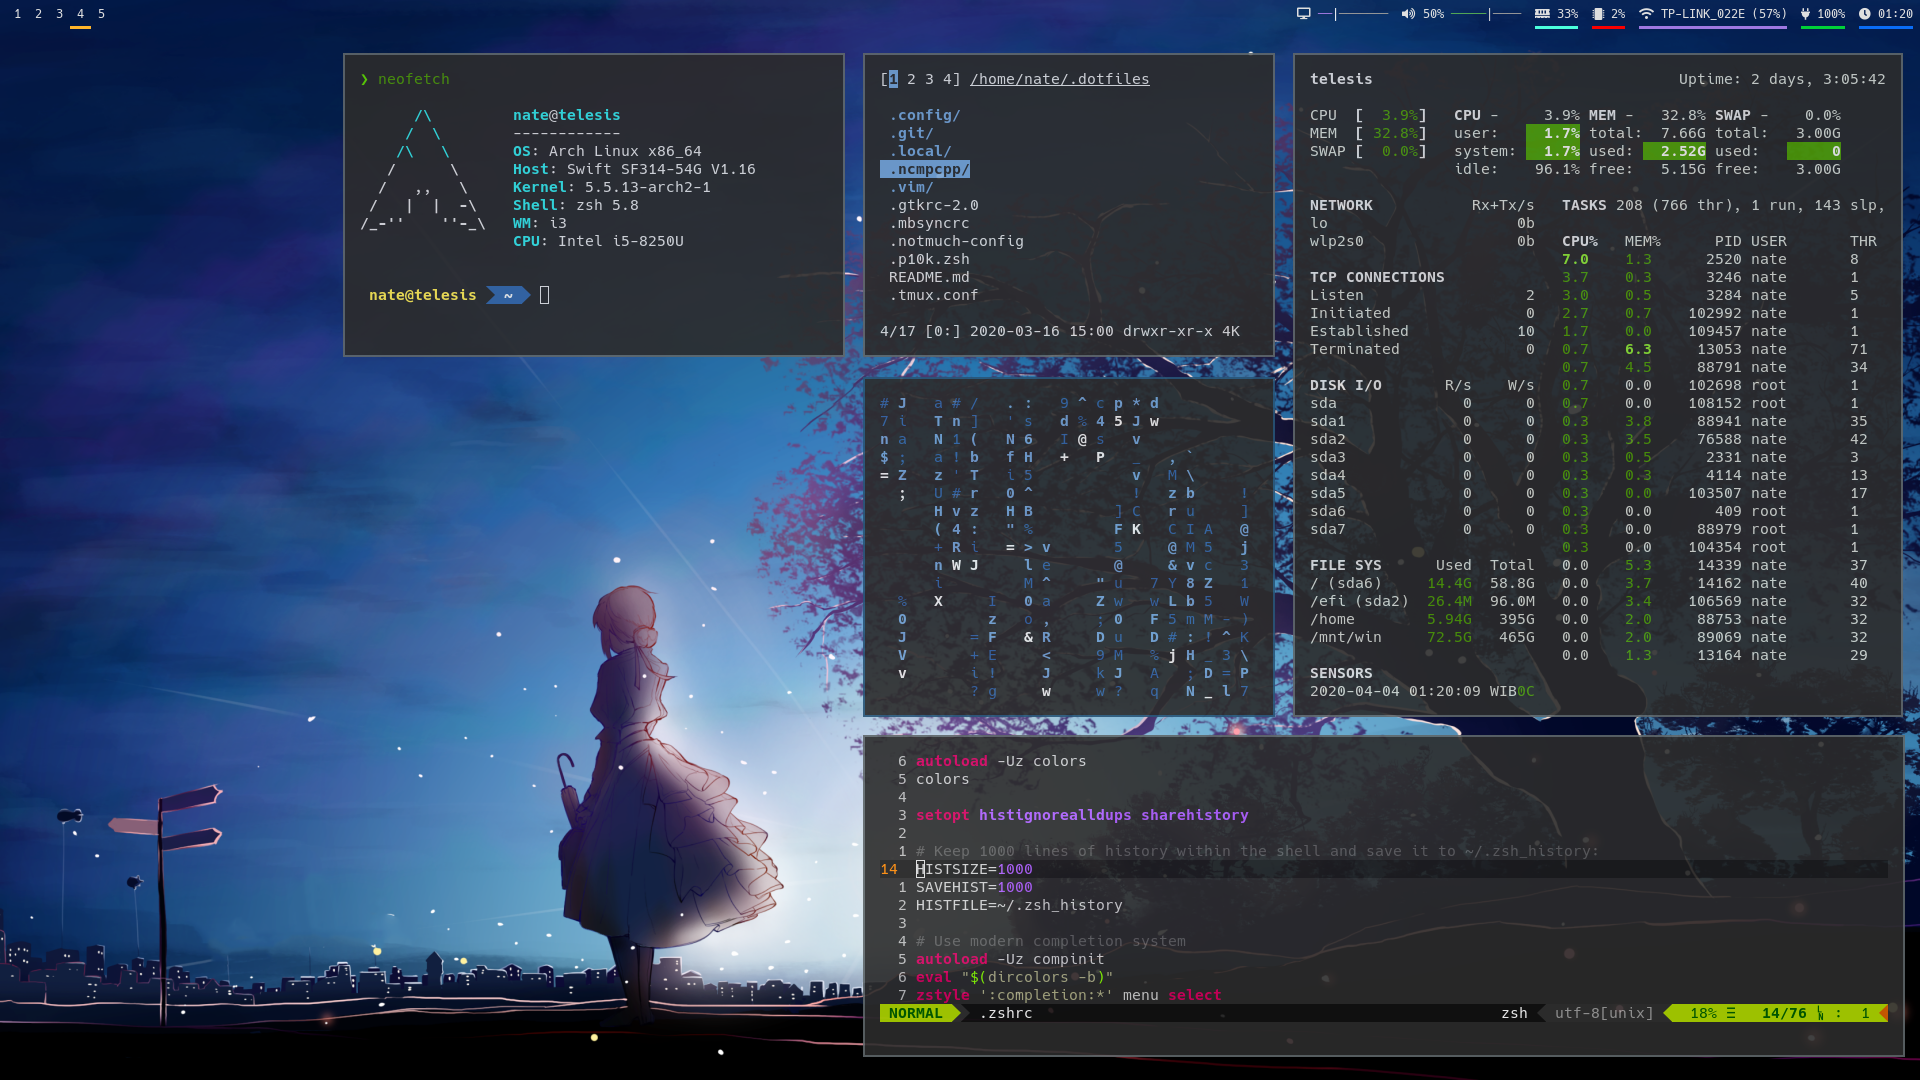 1 2 3 4 5
50% 33% 2% TP-LINK_022E (57%) 100% 01:20
❯ neofetch
nate@telesis
------------
OS: Arch Linux x86_64
Host: Swift SF314-54G V1.16
Kernel: 5.5.13-arch2-1
Shell: zsh 5.8
WM: i3
CPU: Intel i5-8250U
nate@telesis ~
[1 2 3 4] /home/nate/.dotfiles
.config/
.git/
.local/
.ncmpcpp/
.vim/
.gtkrc-2.0
.mbsyncrc
.notmuch-config
.p10k.zsh
README.md
.tmux.conf
4/17 [0:] 2020-03-16 15:00 drwxr-xr-x 4K
telesis Uptime: 2 days, 3:05:42
CPU [ 3.9%] CPU - 3.9% MEM - 32.8% SWAP - 0.0%
MEM [ 32.8%] user: 1.7% total: 7.66G total: 3.00G
SWAP [ 0.0%] system: 1.7% used: 2.52G used: 0
idle: 96.1% free: 5.15G free: 3.00G
NETWORK Rx+Tx/s TASKS 208 (766 thr), 1 run, 143 slp,
lo 0b
wlp2s0 0b CPU% MEM% PID USER THR
7.0 1.3 2520 nate 8
TCP CONNECTIONS 3.7 0.3 3246 nate 1
Listen 2 3.0 0.5 3284 nate 5
Initiated 0 2.7 0.7 102992 nate 1
Established 10 1.7 0.0 109457 nate 1
Terminated 0 0.7 6.3 13053 nate 71
0.7 4.5 88791 nate 34
DISK I/O R/s W/s 0.7 0.0 102698 root 1
sda 0 0 0.7 0.0 108152 root 1
sda1 0 0 0.3 3.8 88941 nate 35
sda2 0 0 0.3 3.5 76588 nate 42
sda3 0 0 0.3 0.5 2331 nate 3
sda4 0 0 0.3 0.3 4114 nate 13
sda5 0 0 0.3 0.0 103507 nate 17
sda6 0 0 0.3 0.0 409 root 1
sda7 0 0 0.3 0.0 88979 root 1
0.3 0.0 104354 root 1
FILE SYS Used Total 0.0 5.3 14339 nate 37
/ (sda6) 14.4G 58.8G 0.0 3.7 14162 nate 40
/efi (sda2) 26.4M 96.0M 0.0 3.4 106569 nate 32
/home 5.94G 395G 0.0 2.0 88753 nate 32
/mnt/win 72.5G 465G 0.0 2.0 89069 nate 32
0.0 1.3 13164 nate 29
SENSORS
2020-04-04 01:20:09 WIB0C
6 autoload -Uz colors
5 colors
4
3 setopt histignorealldups sharehistory
2
1 # Keep 1000 lines of history within the shell and save it to ~/.zsh_history:
14 HISTSIZE=1000
1 SAVEHIST=1000
2 HISTFILE=~/.zsh_history
3
4 # Use modern completion system
5 autoload -Uz compinit
6 eval "$(dircolors -b)"
7 zstyle ':completion:*' menu select
NORMAL .zshrc zsh utf-8[unix] 18% ☰ 14/76 : 1